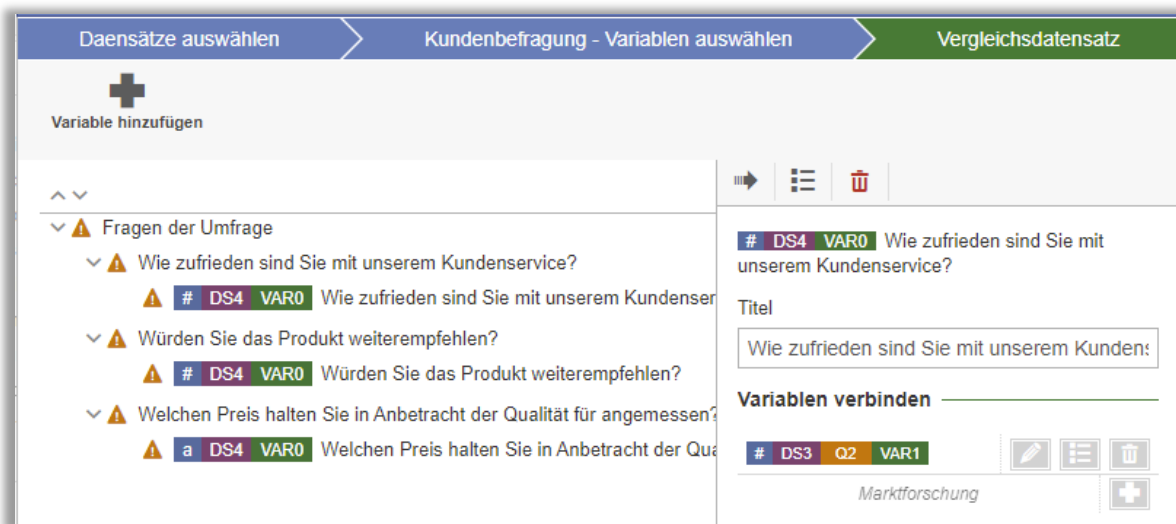 Daensätze auswählen
Kundenbefragung - Variablen auswählen
Vergleichsdatensatz
Variable hinzufügen
Fragen der Umfrage
Wie zufrieden sind Sie mit unserem Kundenservice?
# DS4 VAR0 Wie zufrieden sind Sie mit unserem Kundenser
Würden Sie das Produkt weiterempfehlen?
# DS4 VAR0 Würden Sie das Produkt weiterempfehlen?
Welchen Preis halten Sie in Anbetracht der Qualität für angemessen?
a DS4 VAR0 Welchen Preis halten Sie in Anbetracht der Qua
# DS4 VAR0 Wie zufrieden sind Sie mit
unserem Kundenservice?
Titel
Wie zufrieden sind Sie mit unserem Kundens
Variablen verbinden
# DS3 Q2 VAR1
Marktforschung